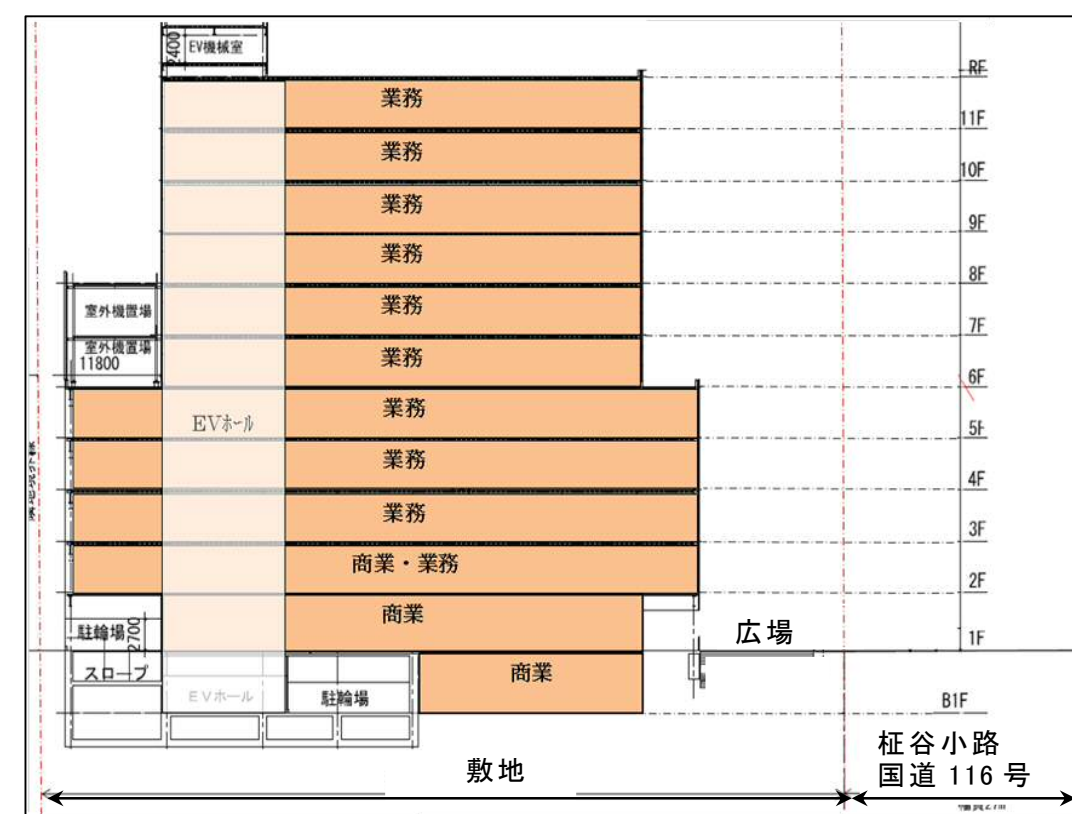 2400
EV機械室
RF
業務
11F
業務
10F
業務
9F
業務
8F
業務
7F
業務
6F
室外機置場
室外機置場
11800
業務
5F
EVホール
業務
4F
業務
3F
商業・業務
2F
商業
1F
駐輪場
2700
広場
スロープ
EVホール
駐輪場
商業
B1F
敷地
柾谷小路
国道 116 号